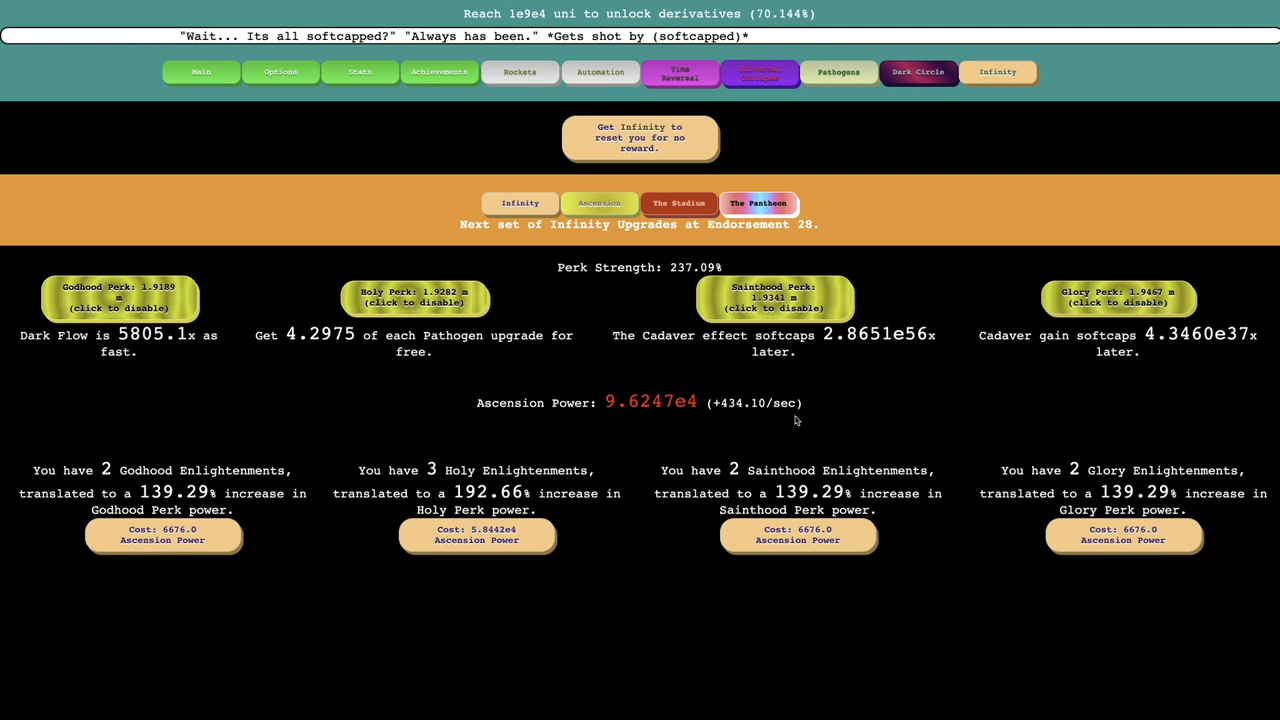 Reach 1e9e4 uni to unlock derivatives (70.144%)
"Wait... Its all softcapped?" "Always has been." *Gets shot by (softcapped)*
Main Options Stats Achievements Rockets Automation Time Reversal Universal Collapse Pathogens Dark Circle Infinity
Get Infinity to
reset you for no
reward.
Infinity Ascension The Stadium The Pantheon
Next set of Infinity Upgrades at Endorsement 28.
Perk Strength: 237.09%
Godhood Perk: 1.9189
m
(click to disable)
Dark Flow is 5805.1x as
fast.
Holy Perk: 1.9282 m
(click to disable)
Get 4.2975 of each Pathogen upgrade for
free.
Sainthood Perk:
1.9341 m
(click to disable)
The Cadaver effect softcaps 2.8651e56x
later.
Glory Perk: 1.9467 m
(click to disable)
Cadaver gain softcaps 4.3460e37x
later.
Ascension Power: 9.6247e4 (+434.10/sec)
You have 2 Godhood Enlightenments,
translated to a 139.29% increase in
Godhood Perk power.
Cost: 6676.0
Ascension Power
You have 3 Holy Enlightenments,
translated to a 192.66% increase in
Holy Perk power.
Cost: 5.8442e4
Ascension Power
You have 2 Sainthood Enlightenments,
translated to a 139.29% increase in
Sainthood Perk power.
Cost: 6676.0
Ascension Power
You have 2 Glory Enlightenments,
translated to a 139.29% increase in
Glory Perk power.
Cost: 6676.0
Ascension Power